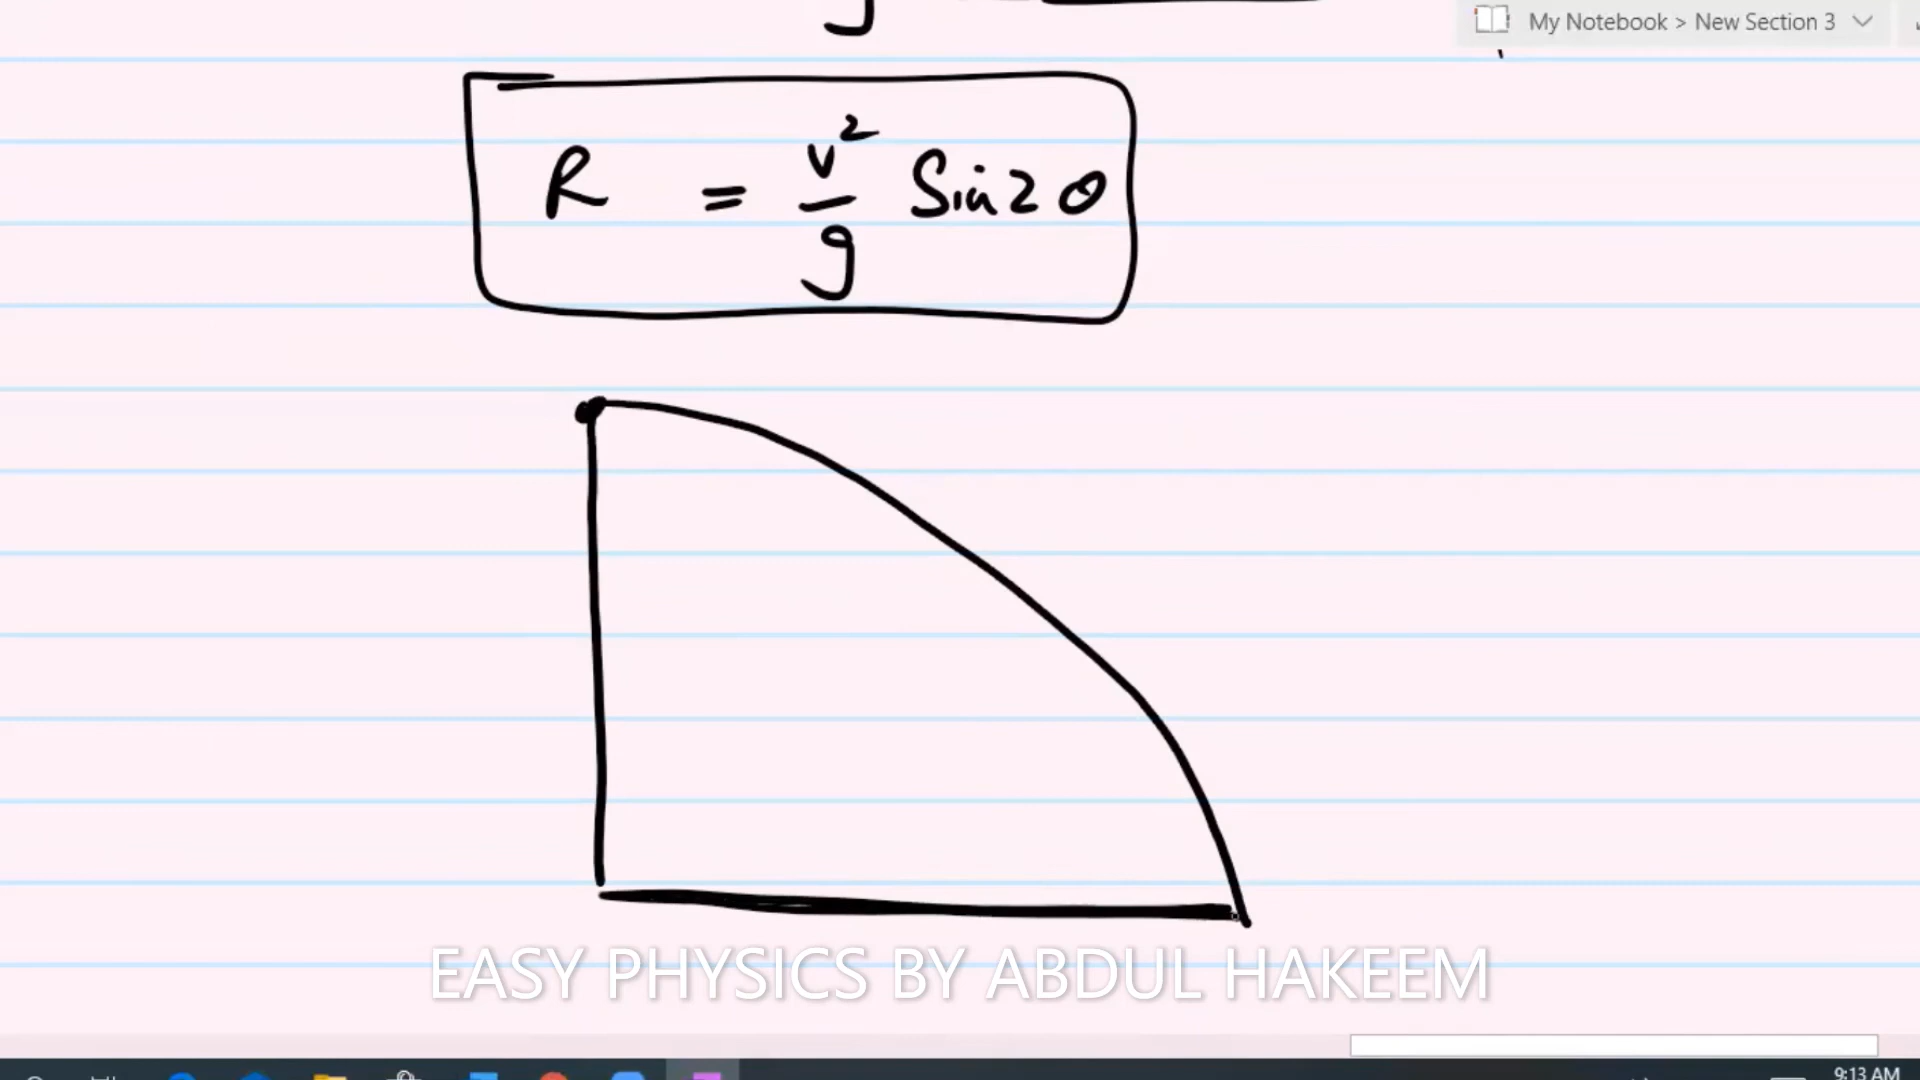 My Notebook > New Section 3
R = v²/g Sin2θ
EASY PHYSICS BY ABDUL HAKEEM
9:13 AM